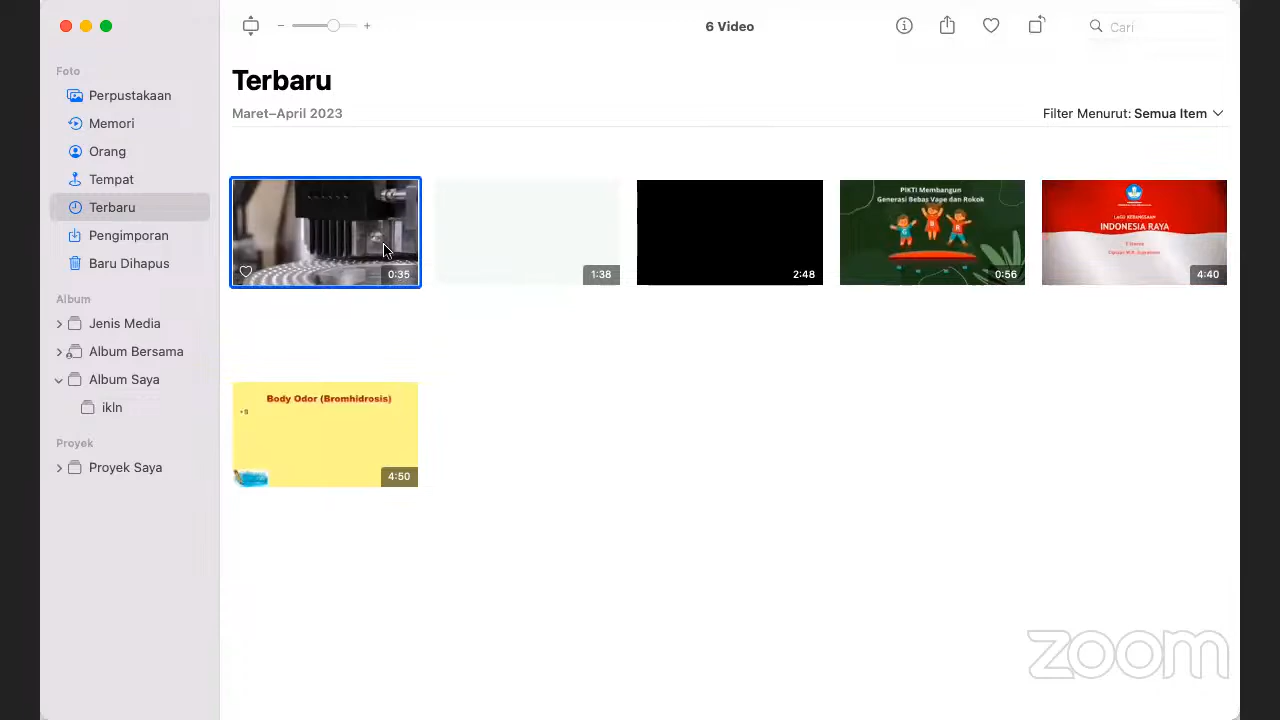 6 Video
Cari
Foto
Perpustakaan
Memori
Orang
Tempat
Terbaru
Pengimporan
Baru Dihapus
Album
Jenis Media
Album Bersama
Album Saya
ikln
Proyek
Proyek Saya
Terbaru
Maret–April 2023
Filter Menurut: Semua Item
0:35
1:38
2:48
PIKTI Membangun
Generasi Bebas Vape dan Rokok
0:56
LAGU KEBANGSAAN
INDONESIA RAYA
4:40
Body Odor (Bromhidrosis)
4:50
zoom